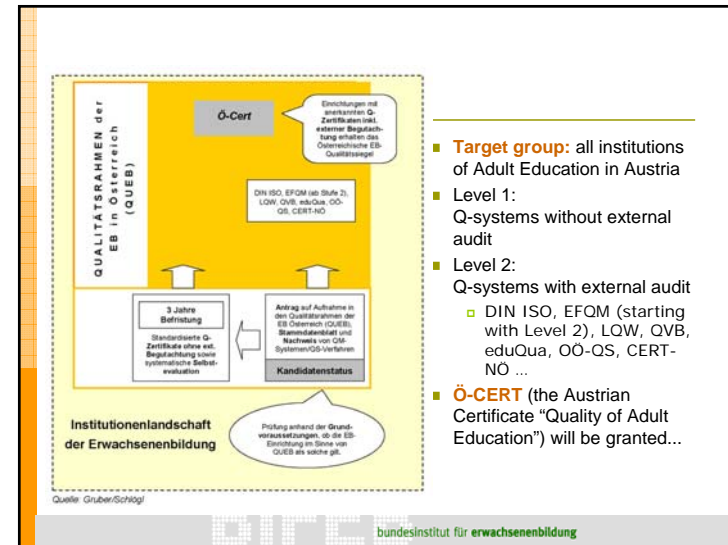 QUALITÄTSRAHMEN der
EB in Österreich
(QUEB)
Ö-Cert
Einrichtungen mit
anerkannten Q-
Zertifikaten inkl.
externer Begutach-
tung erhalten das
Österreichische EB-
Qualitätssiegel
DIN ISO, EFQM (ab Stufe 2),
LQW, QVB, eduQua, OÖ-
QS, CERT-NÖ
3 Jahre
Befristung
Standardisierte Q-
Zertifikate ohne ext.
Begutachtung sowie
systematische Selbst-
evaluation
Antrag auf Aufnahme in
den Qualitätsrahmen der
EB Österreich (QUEB),
Stammdatenblatt und
Nachweis von QM-
Systemen/QS-Verfahren
Kandidatenstatus
Institutionenlandschaft
der Erwachsenenbildung
Prüfung anhand der Grund-
voraussetzungen, ob die EB-
Einrichtung im Sinne von
QUEB als solche gilt.
Quelle: Gruber/Schlögl
Target group: all institutions
of Adult Education in Austria
Level 1:
Q-systems without external
audit
Level 2:
Q-systems with external audit
DIN ISO, EFQM (starting
with Level 2), LQW, QVB,
eduQua, OÖ-QS, CERT-
NÖ ...
Ö-CERT (the Austrian
Certificate “Quality of Adult
Education”) will be granted...
bundesinstitut für erwachsenenbildung